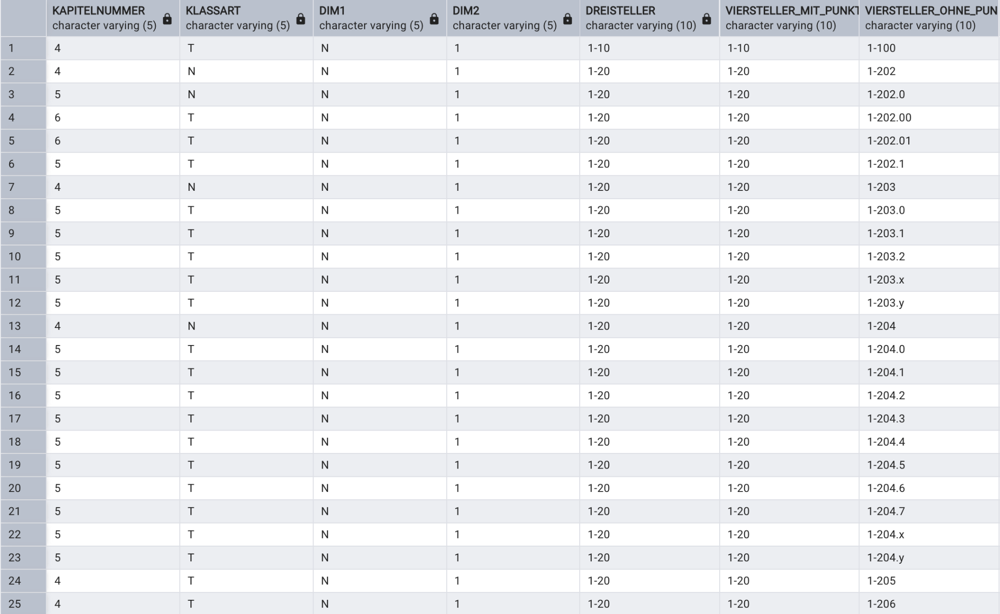 KAPITELNUMMER KLASSART DIM1 DIM2 DREISTELLER VIERSTELLER_MIT_PUNKT VIERSTELLER_OHNE_PUN
character varying (5) character varying (5) character varying (5) character varying (5) character varying (10) character varying (10) character varying (10)
1 4 T N 1 1-10 1-10 1-100
2 4 N N 1 1-20 1-20 1-202
3 5 N N 1 1-20 1-20 1-202.0
4 6 T N 1 1-20 1-20 1-202.00
5 6 T N 1 1-20 1-20 1-202.01
6 5 T N 1 1-20 1-20 1-202.1
7 4 N N 1 1-20 1-20 1-203
8 5 T N 1 1-20 1-20 1-203.0
9 5 T N 1 1-20 1-20 1-203.1
10 5 T N 1 1-20 1-20 1-203.2
11 5 T N 1 1-20 1-20 1-203.x
12 5 T N 1 1-20 1-20 1-203.y
13 4 N N 1 1-20 1-20 1-204
14 5 T N 1 1-20 1-20 1-204.0
15 5 T N 1 1-20 1-20 1-204.1
16 5 T N 1 1-20 1-20 1-204.2
17 5 T N 1 1-20 1-20 1-204.3
18 5 T N 1 1-20 1-20 1-204.4
19 5 T N 1 1-20 1-20 1-204.5
20 5 T N 1 1-20 1-20 1-204.6
21 5 T N 1 1-20 1-20 1-204.7
22 5 T N 1 1-20 1-20 1-204.x
23 5 T N 1 1-20 1-20 1-204.y
24 4 T N 1 1-20 1-20 1-205
25 4 T N 1 1-20 1-20 1-206